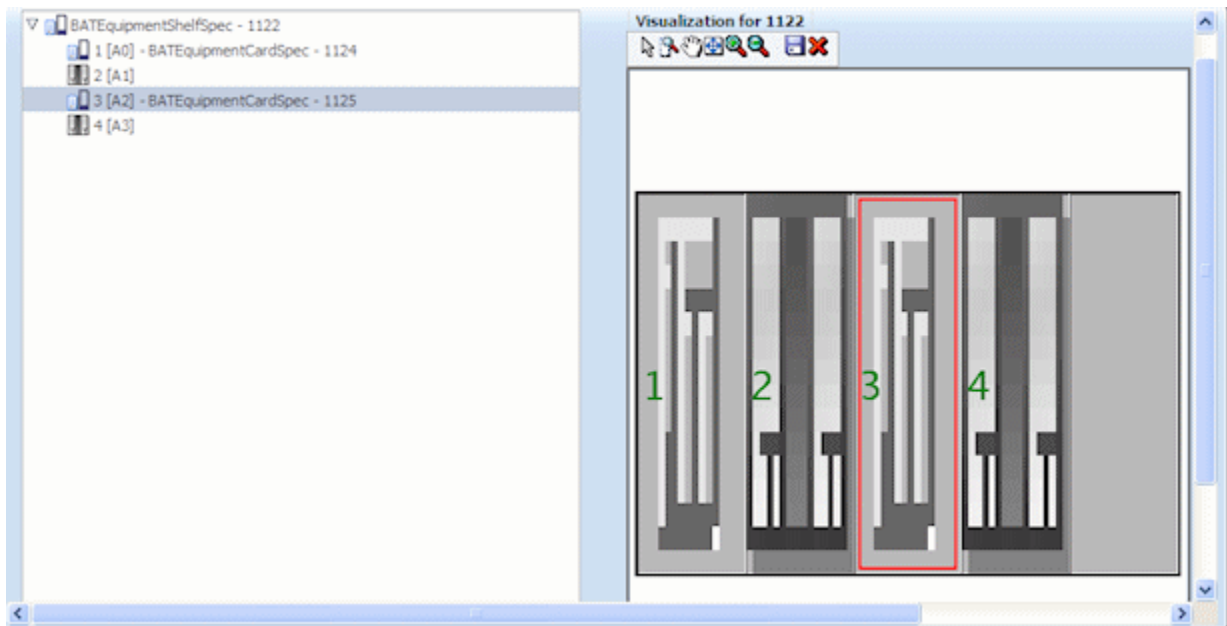 BATEquipmentShelfSpec - 1122
1 [A0] - BATEquipmentCardSpec - 1124
2 [A1]
3 [A2] - BATEquipmentCardSpec - 1125
4 [A3]
Visualization for 1122
1 2 3 4